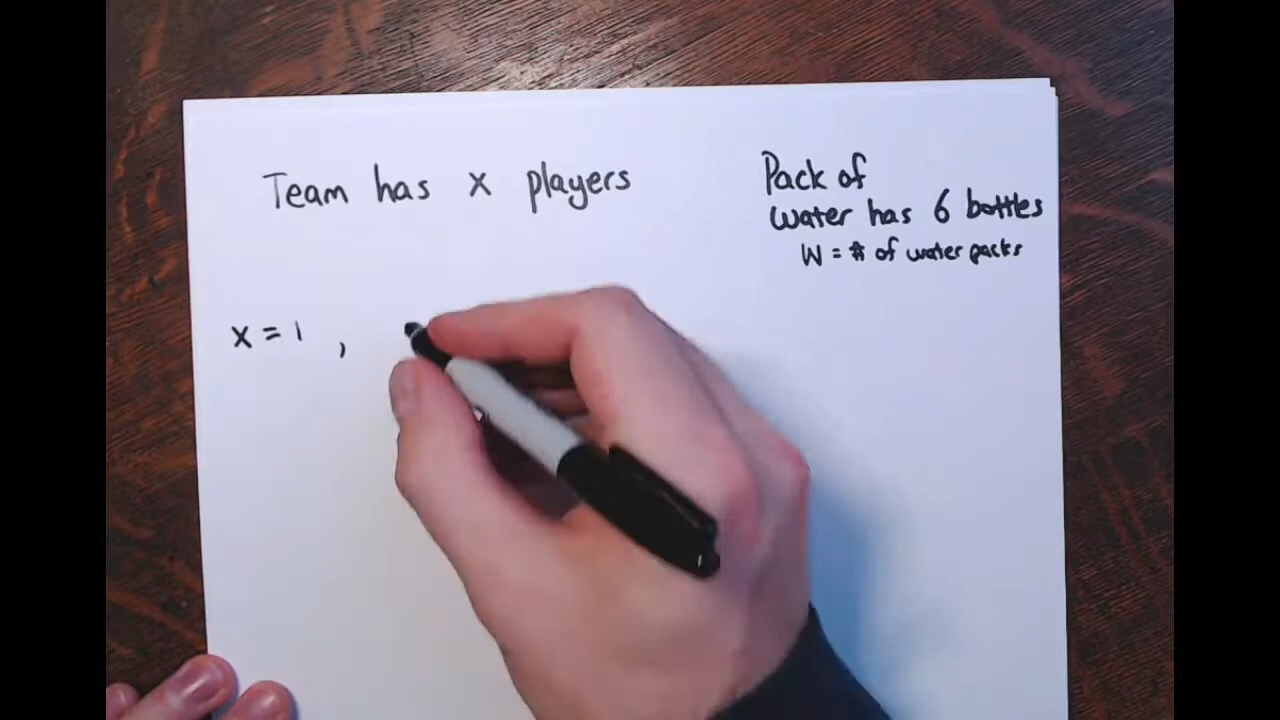 Team has x players
Pack of
water has 6 bottles
W = # of water packs
x = 1 ,